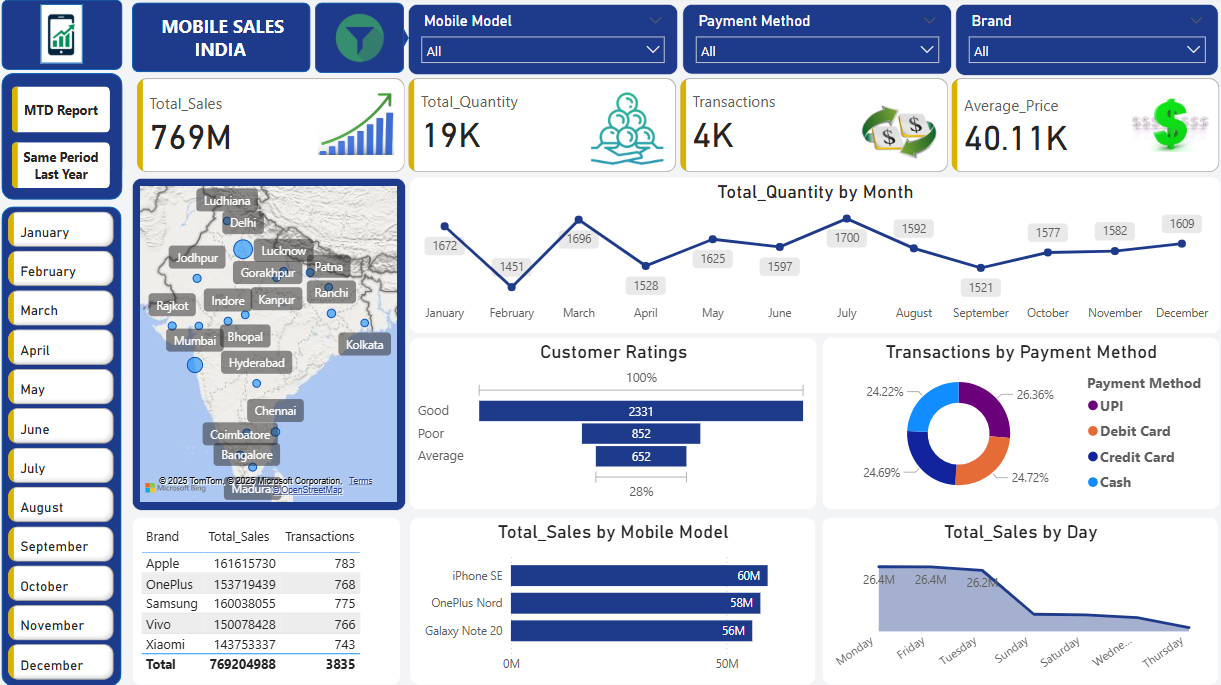 MOBILE SALES
INDIA
Mobile Model
All
Payment Method
All
Brand
All
MTD Report
Same Period
Last Year
January
February
March
April
May
June
July
August
September
October
November
December
Total_Sales
769M
Total_Quantity
19K
Transactions
4K
Average_Price
40.11K
$ $
$$$$$$
Ludhiana
Delhi
Jodhpur
Lucknow
Gorakhpur
Patna
Rajkot
Indore
Kanpur
Ranchi
Mumbai
Bhopal
Kolkata
Hyderabad
Chennai
Coimbatore
Bangalore
© 2025 TomTom, © 2025 Microsoft Corporation, Terms
Microsoft Bing
© OpenStreetMap
Madurai
Total_Quantity by Month
1672
1451
1696
1528
1625
1597
1700
1592
1521
1577
1582
1609
January February March April May June July August September October November December
Customer Ratings
100%
Good 2331
Poor 852
Average 652
28%
Transactions by Payment Method
24.22%
26.36%
24.69%
24.72%
Payment Method
UPI
Debit Card
Credit Card
Cash
Brand Total_Sales Transactions
Apple 161615730 783
OnePlus 153719439 768
Samsung 160038055 775
Vivo 150078428 766
Xiaomi 143753337 743
Total 769204988 3835
Total_Sales by Mobile Model
iPhone SE 60M
OnePlus Nord 58M
Galaxy Note 20 56M
0M 50M
Total_Sales by Day
26.4M 26.4M 26.2M
Monday Friday Tuesday Sunday Saturday Wedne... Thursday